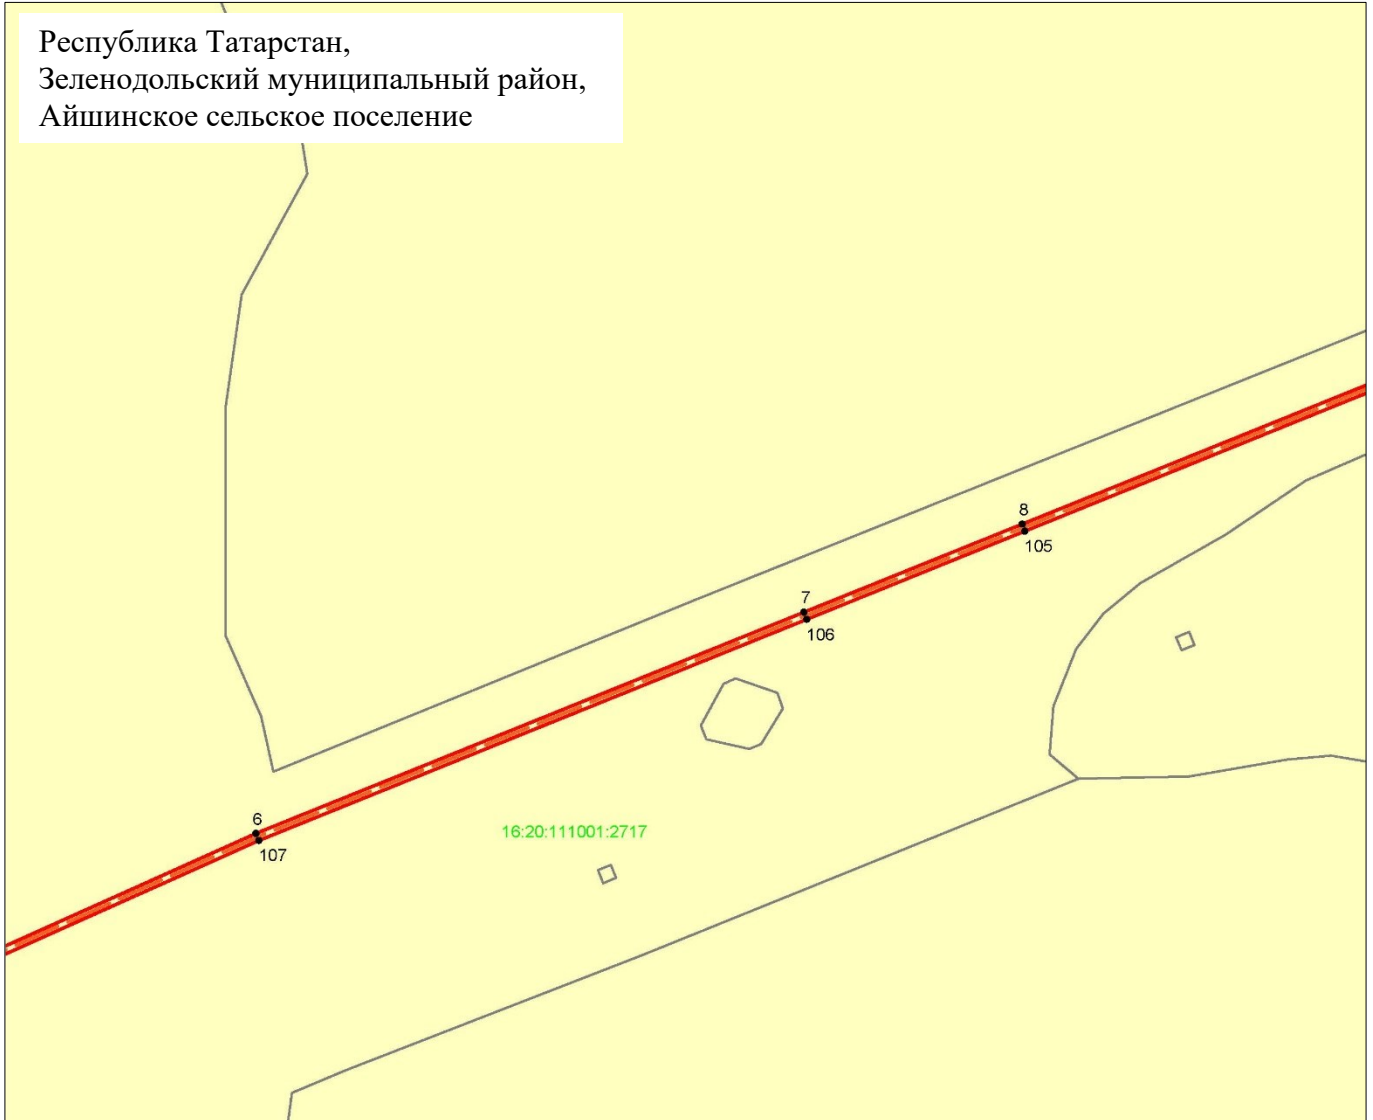 Республика Татарстан,
Зеленодольский муниципальный район,
Айшинское сельское поселение
8
105
7
106
6
107
16:20:111001:2717